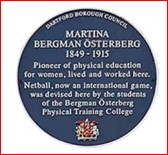 DARTFORD BOROUGH COUNCIL
MARTINA
BERGMAN ÖSTERBERG
1849 - 1915
Pioneer of physical education
for women, lived and worked here.
Netball, now an international game,
was devised here by the students
of the Bergman Österberg
Physical Training College